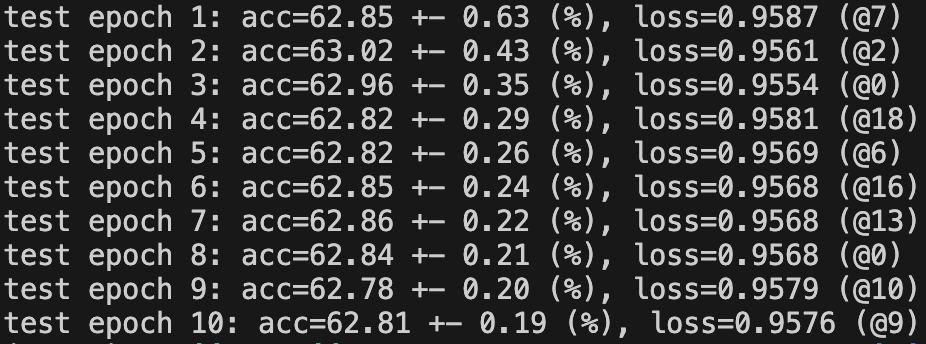 test epoch 1: acc=62.85 +- 0.63 (%), loss=0.9587 (@7)
test epoch 2: acc=63.02 +- 0.43 (%), loss=0.9561 (@2)
test epoch 3: acc=62.96 +- 0.35 (%), loss=0.9554 (@0)
test epoch 4: acc=62.82 +- 0.29 (%), loss=0.9581 (@18)
test epoch 5: acc=62.82 +- 0.26 (%), loss=0.9569 (@6)
test epoch 6: acc=62.85 +- 0.24 (%), loss=0.9568 (@16)
test epoch 7: acc=62.86 +- 0.22 (%), loss=0.9568 (@13)
test epoch 8: acc=62.84 +- 0.21 (%), loss=0.9568 (@0)
test epoch 9: acc=62.78 +- 0.20 (%), loss=0.9579 (@10)
test epoch 10: acc=62.81 +- 0.19 (%), loss=0.9576 (@9)